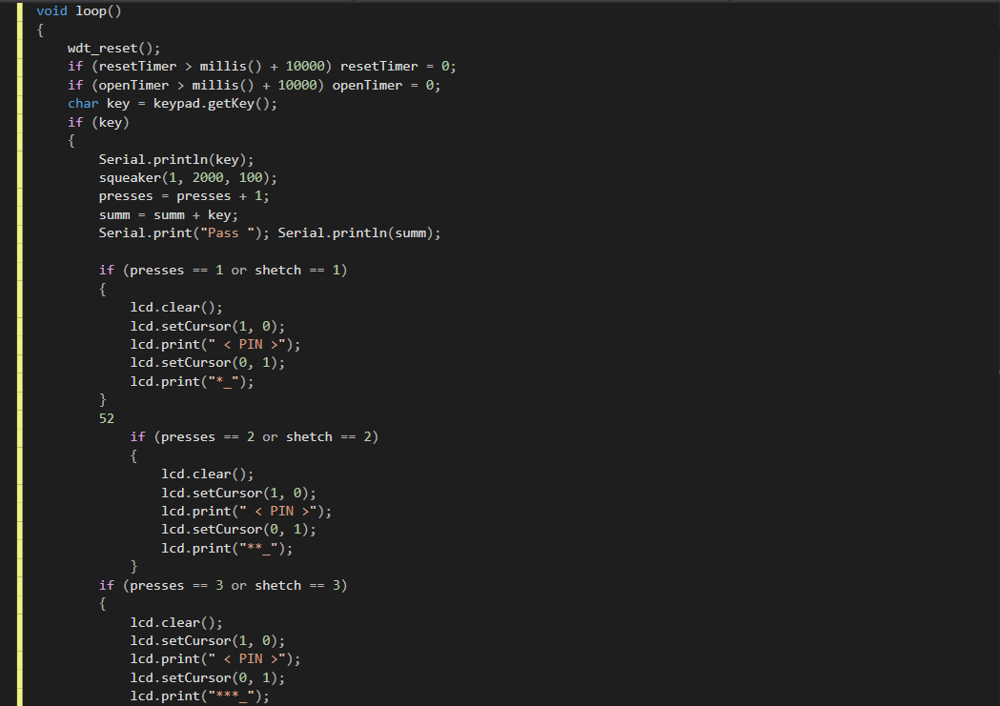 void loop()
{
wdt_reset();
if (resetTimer > millis() + 10000) resetTimer = 0;
if (openTimer > millis() + 10000) openTimer = 0;
char key = keypad.getKey();
if (key)
{
Serial.println(key);
squeaker(1, 2000, 100);
presses = presses + 1;
summ = summ + key;
Serial.print("Pass "); Serial.println(summ);
if (presses == 1 or shetch == 1)
{
lcd.clear();
lcd.setCursor(1, 0);
lcd.print(" < PIN >");
lcd.setCursor(0, 1);
lcd.print("*_");
}
52
if (presses == 2 or shetch == 2)
{
lcd.clear();
lcd.setCursor(1, 0);
lcd.print(" < PIN >");
lcd.setCursor(0, 1);
lcd.print("**_");
}
if (presses == 3 or shetch == 3)
{
lcd.clear();
lcd.setCursor(1, 0);
lcd.print(" < PIN >");
lcd.setCursor(0, 1);
lcd.print("***_");